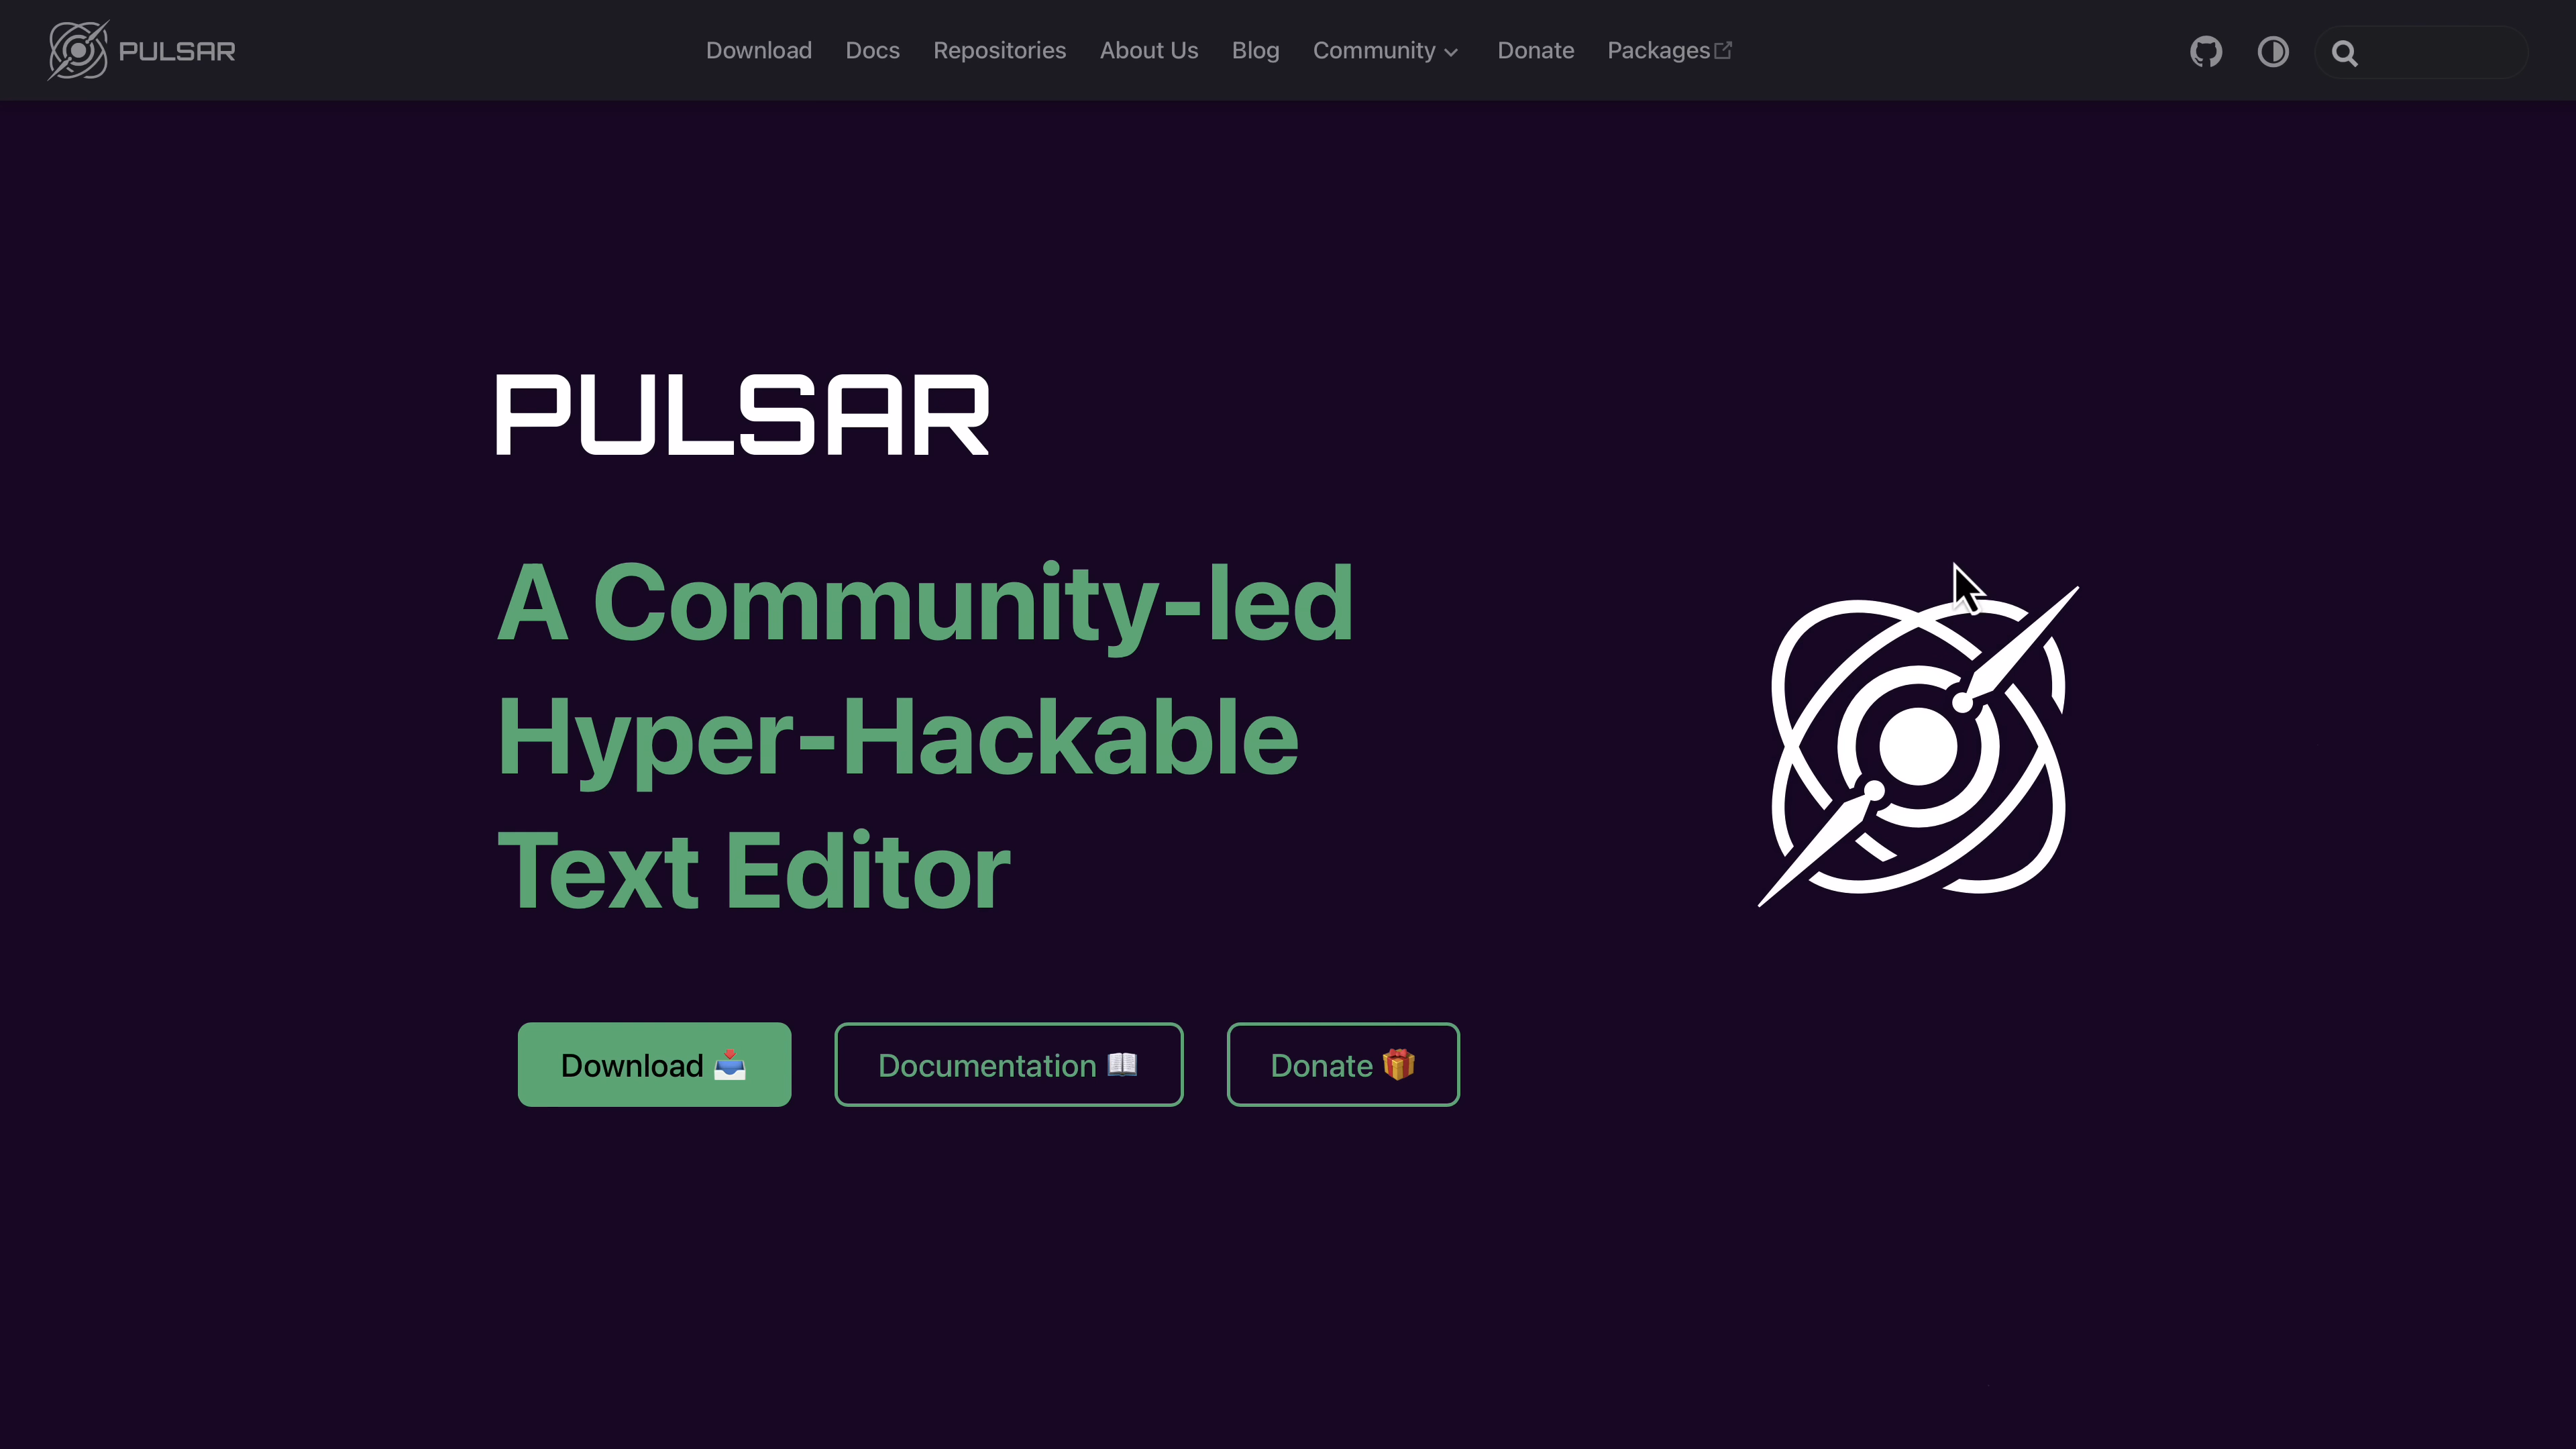 PULSAR
Download Docs Repositories About Us Blog Community Donate Packages
PULSAR
A Community-led
Hyper-Hackable
Text Editor
Download 📥 Documentation 📖 Donate 🎁